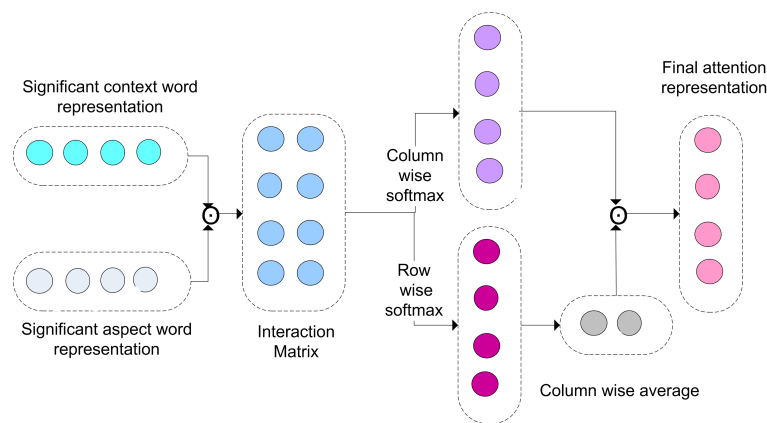 Significant context word
representation
Significant aspect word
representation
Interaction
Matrix
Column
wise
softmax
Row
wise
softmax
Column wise average
Final attention
representation